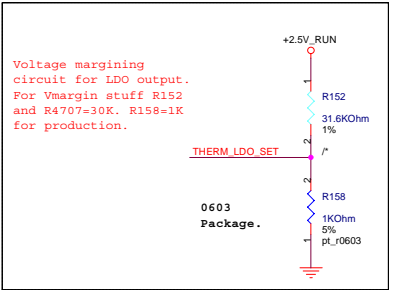 +2.5V_RUN
Voltage margining
circuit for LDO output.
For Vmargin stuff R152
and R4707=30K. R158=1K
for production.
1
R152
31.6KOhm
1%
2
/*
THERM_LDO_SET
2
R158
0603
Package.
1KOhm
5%
1
pt_r0603